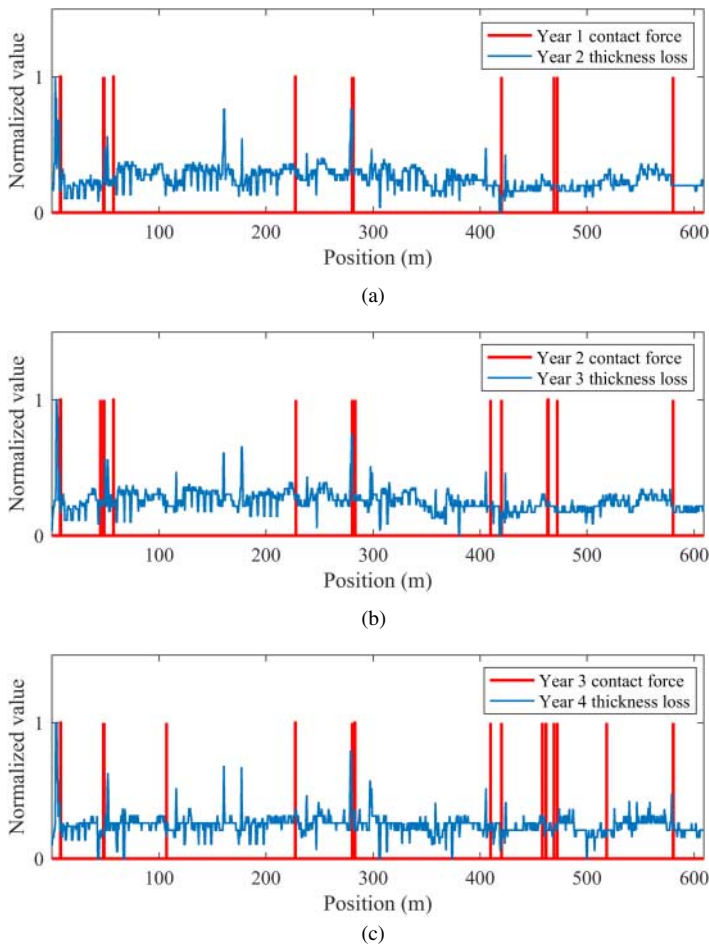 Normalized value
1
0
Year 1 contact force
Year 2 thickness loss
100 200 300 400 500 600
Position (m)
(a)
Normalized value
1
0
Year 2 contact force
Year 3 thickness loss
100 200 300 400 500 600
Position (m)
(b)
Normalized value
1
0
Year 3 contact force
Year 4 thickness loss
100 200 300 400 500 600
Position (m)
(c)